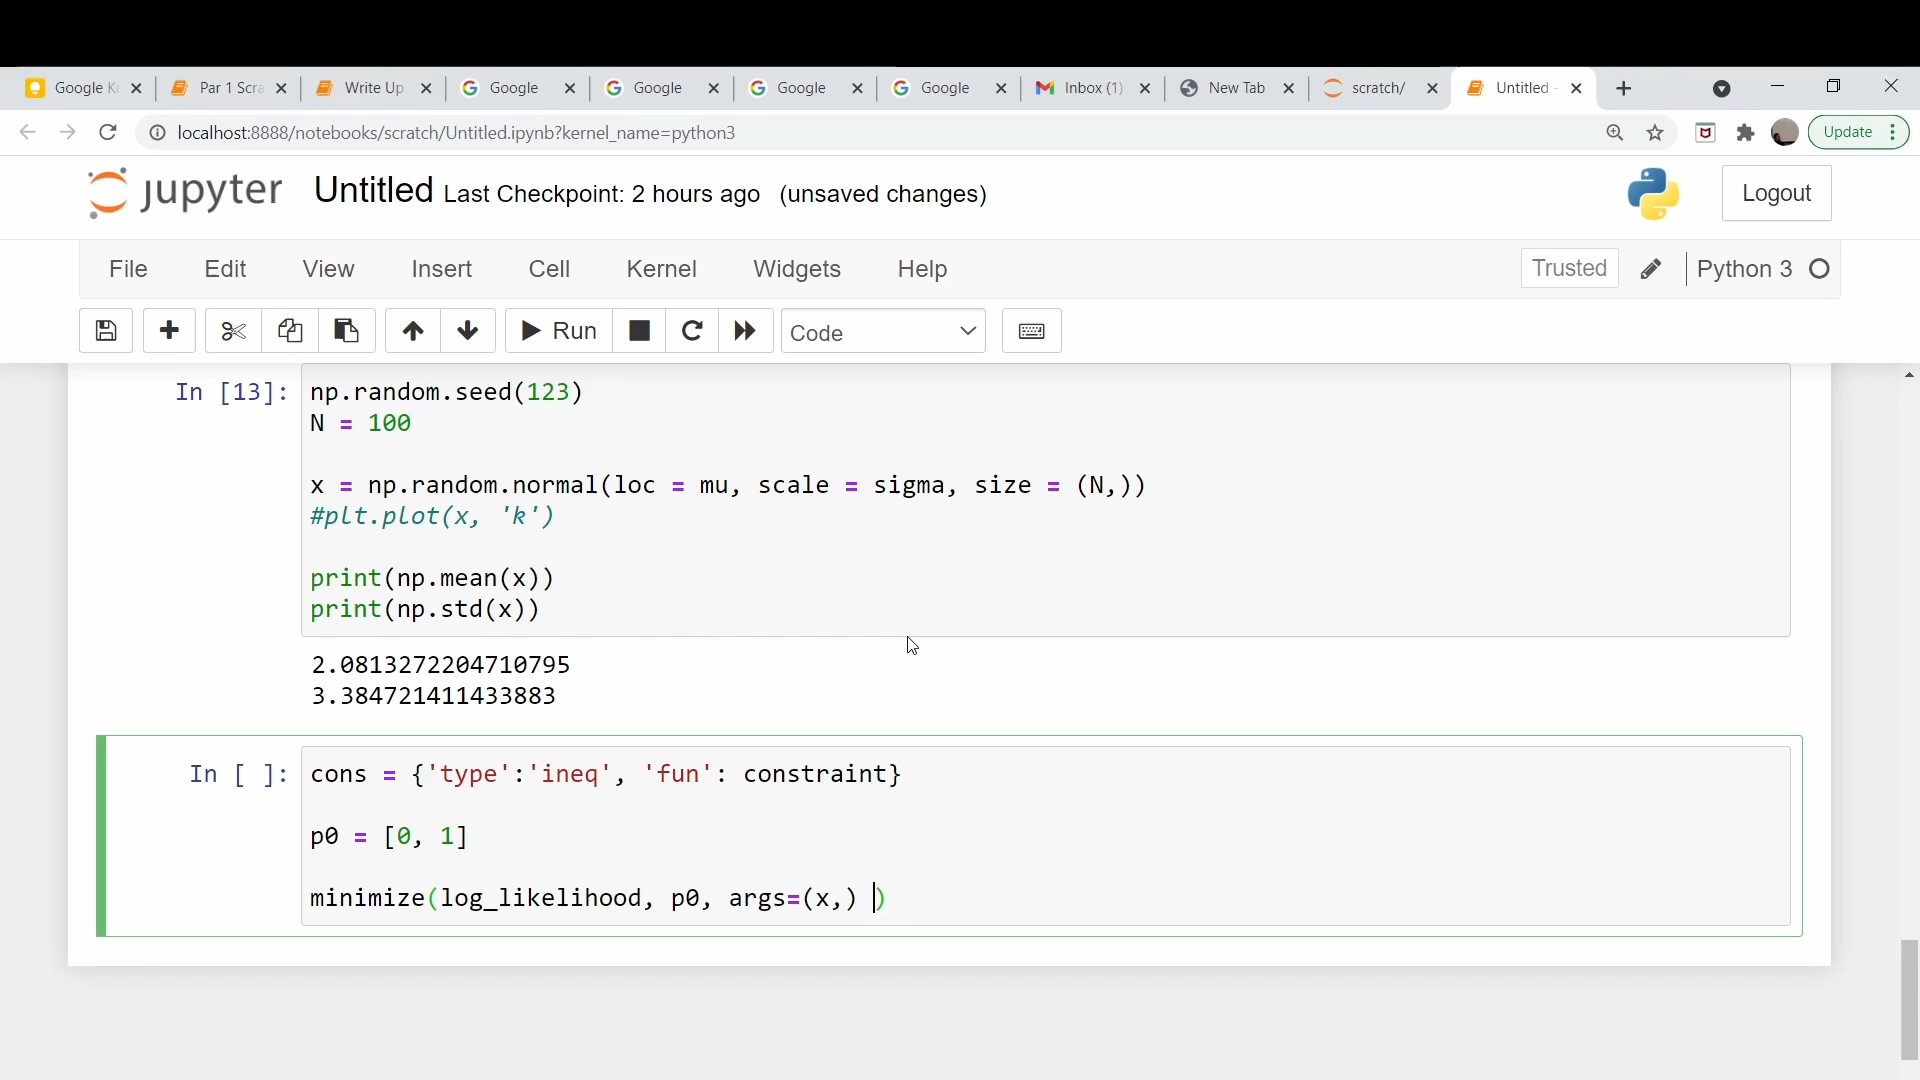 Google Ke
Par 1 Scra
Write Up
Google
Google
Google
Google
Inbox (1)
New Tab
scratch/
Untitled -
localhost:8888/notebooks/scratch/Untitled.ipynb?kernel_name=python3
Update
jupyter Untitled Last Checkpoint: 2 hours ago (unsaved changes)
Logout
File Edit View Insert Cell Kernel Widgets Help
Trusted
Python 3
Run
Code
In [13]: np.random.seed(123)
N = 100
x = np.random.normal(loc = mu, scale = sigma, size = (N,))
#plt.plot(x, 'k')
print(np.mean(x))
print(np.std(x))
2.0813272204710795
3.384721411433883
In [ ]: cons = {'type':'ineq', 'fun': constraint}
p0 = [0, 1]
minimize(log_likelihood, p0, args=(x,) )